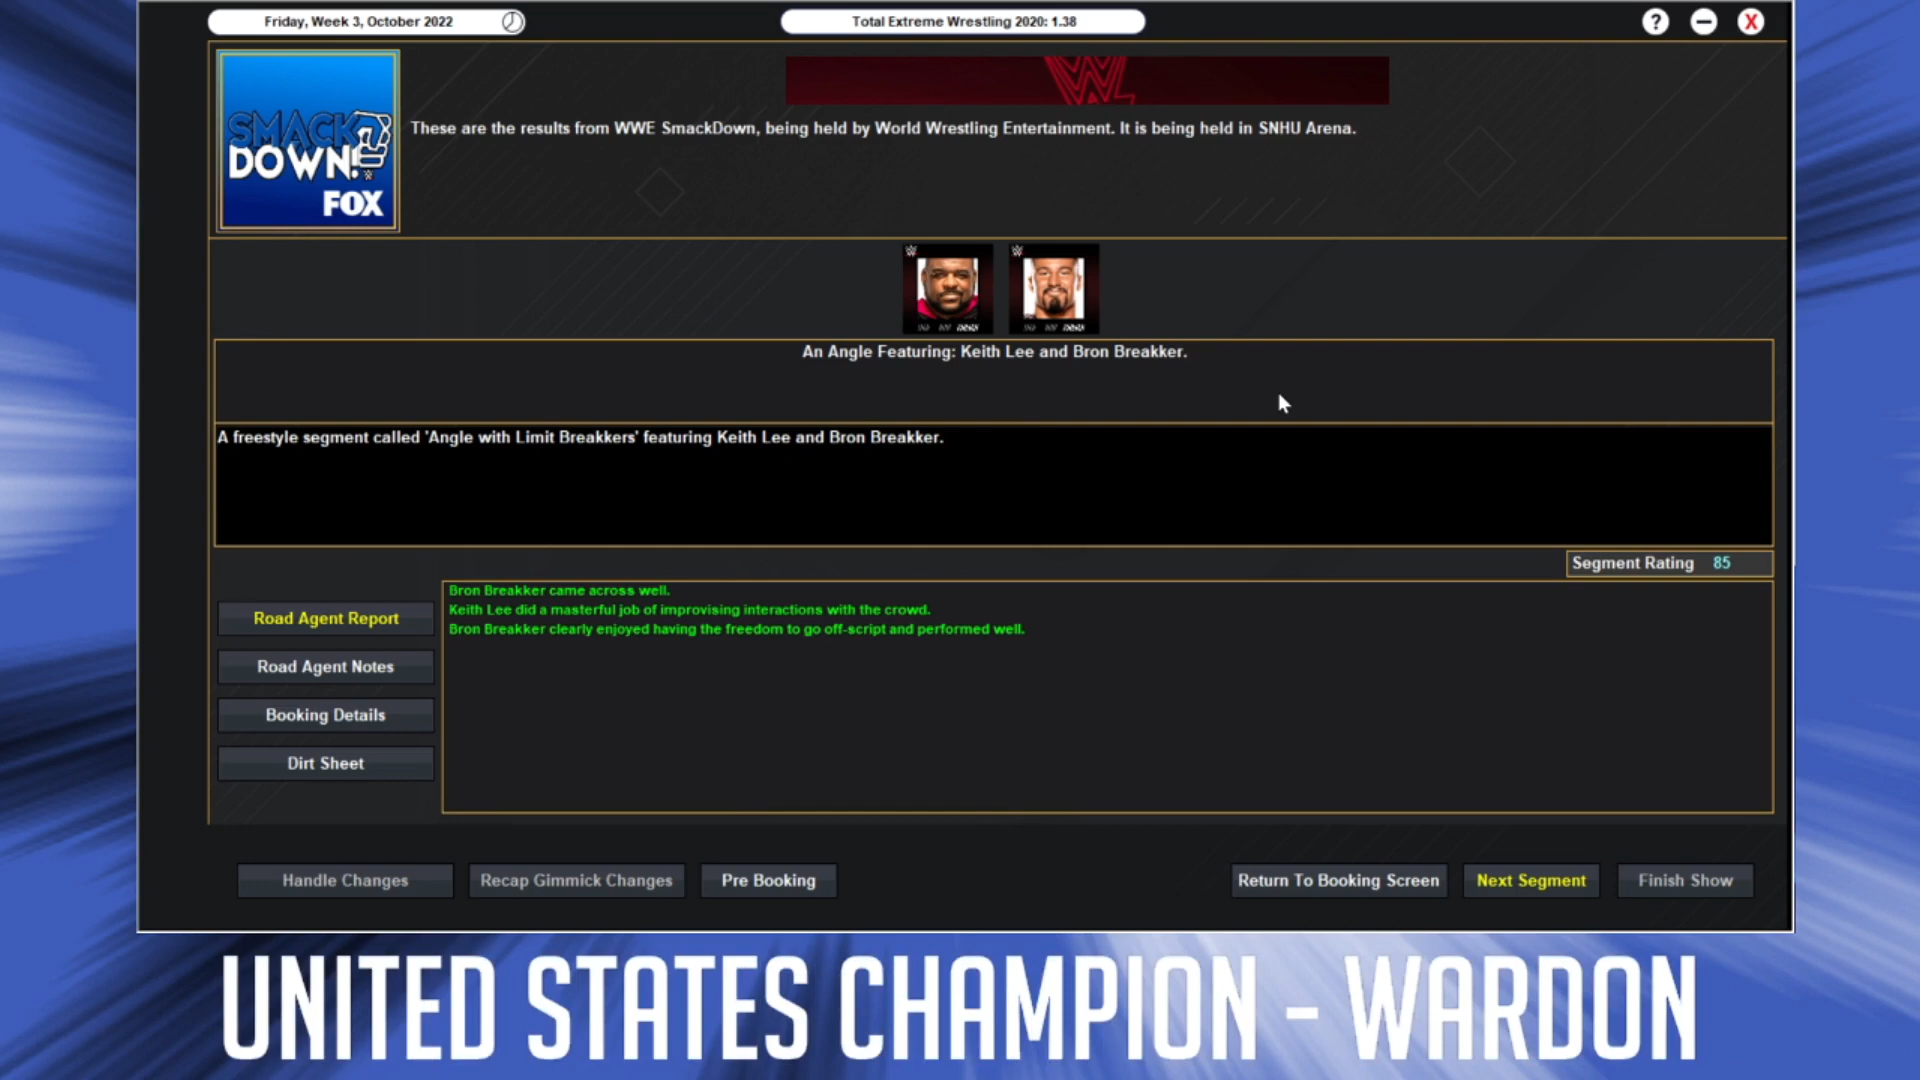 Friday, Week 3, October 2022
Total Extreme Wrestling 2020: 1.38
?
X
SMACK
DOWN!
FOX
These are the results from WWE SmackDown, being held by World Wrestling Entertainment. It is being held in SNHU Arena.
An Angle Featuring: Keith Lee and Bron Breakker.
A freestyle segment called 'Angle with Limit Breakkers' featuring Keith Lee and Bron Breakker.
Segment Rating 85
Bron Breakker came across well.
Keith Lee did a masterful job of improvising interactions with the crowd.
Bron Breakker clearly enjoyed having the freedom to go off-script and performed well.
Road Agent Report
Road Agent Notes
Booking Details
Dirt Sheet
Handle Changes
Recap Gimmick Changes
Pre Booking
Return To Booking Screen
Next Segment
Finish Show
UNITED STATES CHAMPION - WARDON